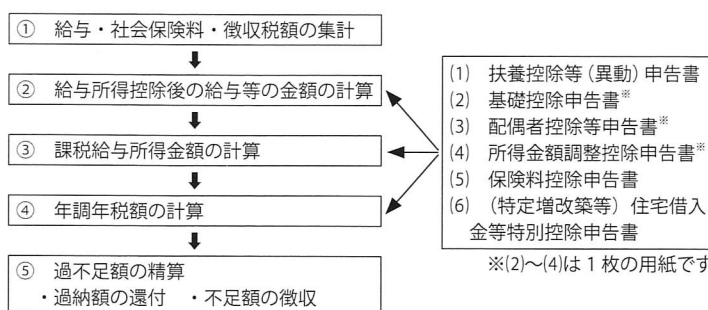 ① 給与・社会保険料・徴収税額の集計
② 給与所得控除後の給与等の金額の計算
③ 課税給与所得金額の計算
④ 年調年税額の計算
⑤ 過不足額の精算
・過納額の還付 ・不足額の徴収
(1) 扶養控除等(異動)申告書
(2) 基礎控除申告書※
(3) 配偶者控除等申告書※
(4) 所得金額調整控除申告書※
(5) 保険料控除申告書
(6) (特定増改築等)住宅借入
金等特別控除申告書
※(2)~(4)は1枚の用紙です